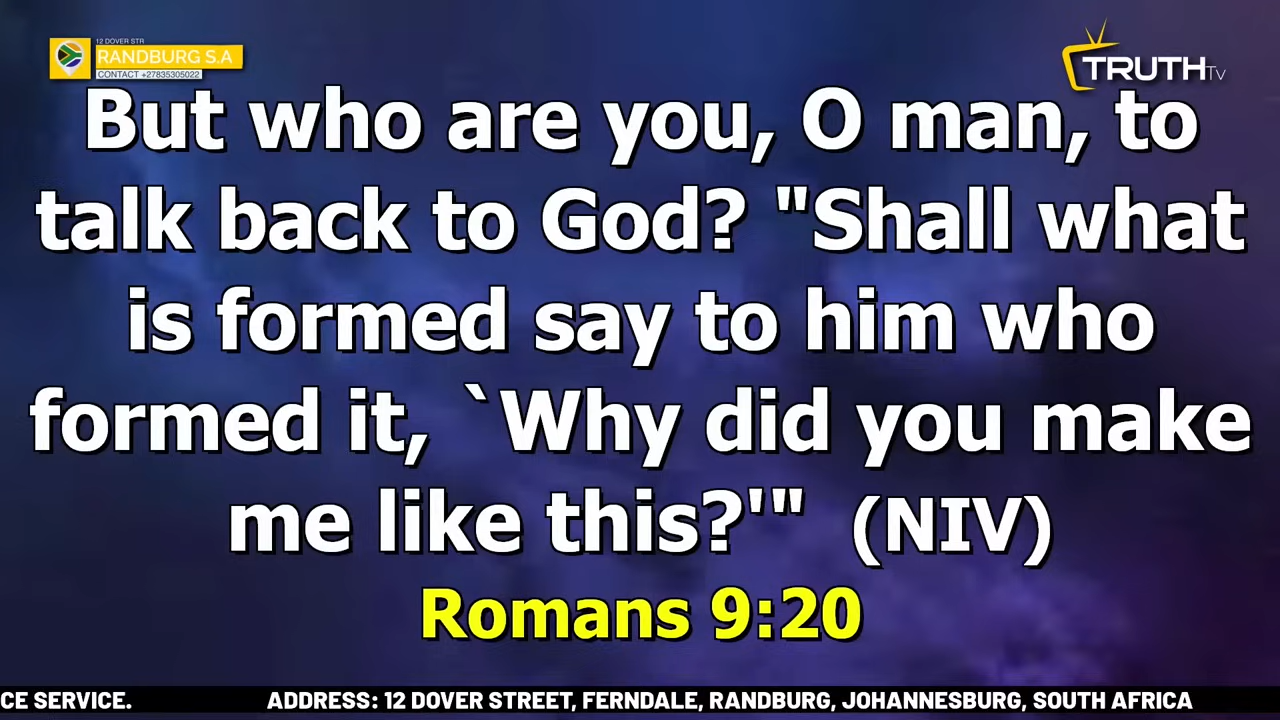 12 DOVER STR
RANDBURG S.A
CONTACT +27835305022
TRUTH TV
But who are you, O man, to
talk back to God? "Shall what
is formed say to him who
formed it, `Why did you make
me like this?'" (NIV)
Romans 9:20
CE SERVICE. ADDRESS: 12 DOVER STREET, FERNDALE, RANDBURG, JOHANNESBURG, SOUTH AFRICA